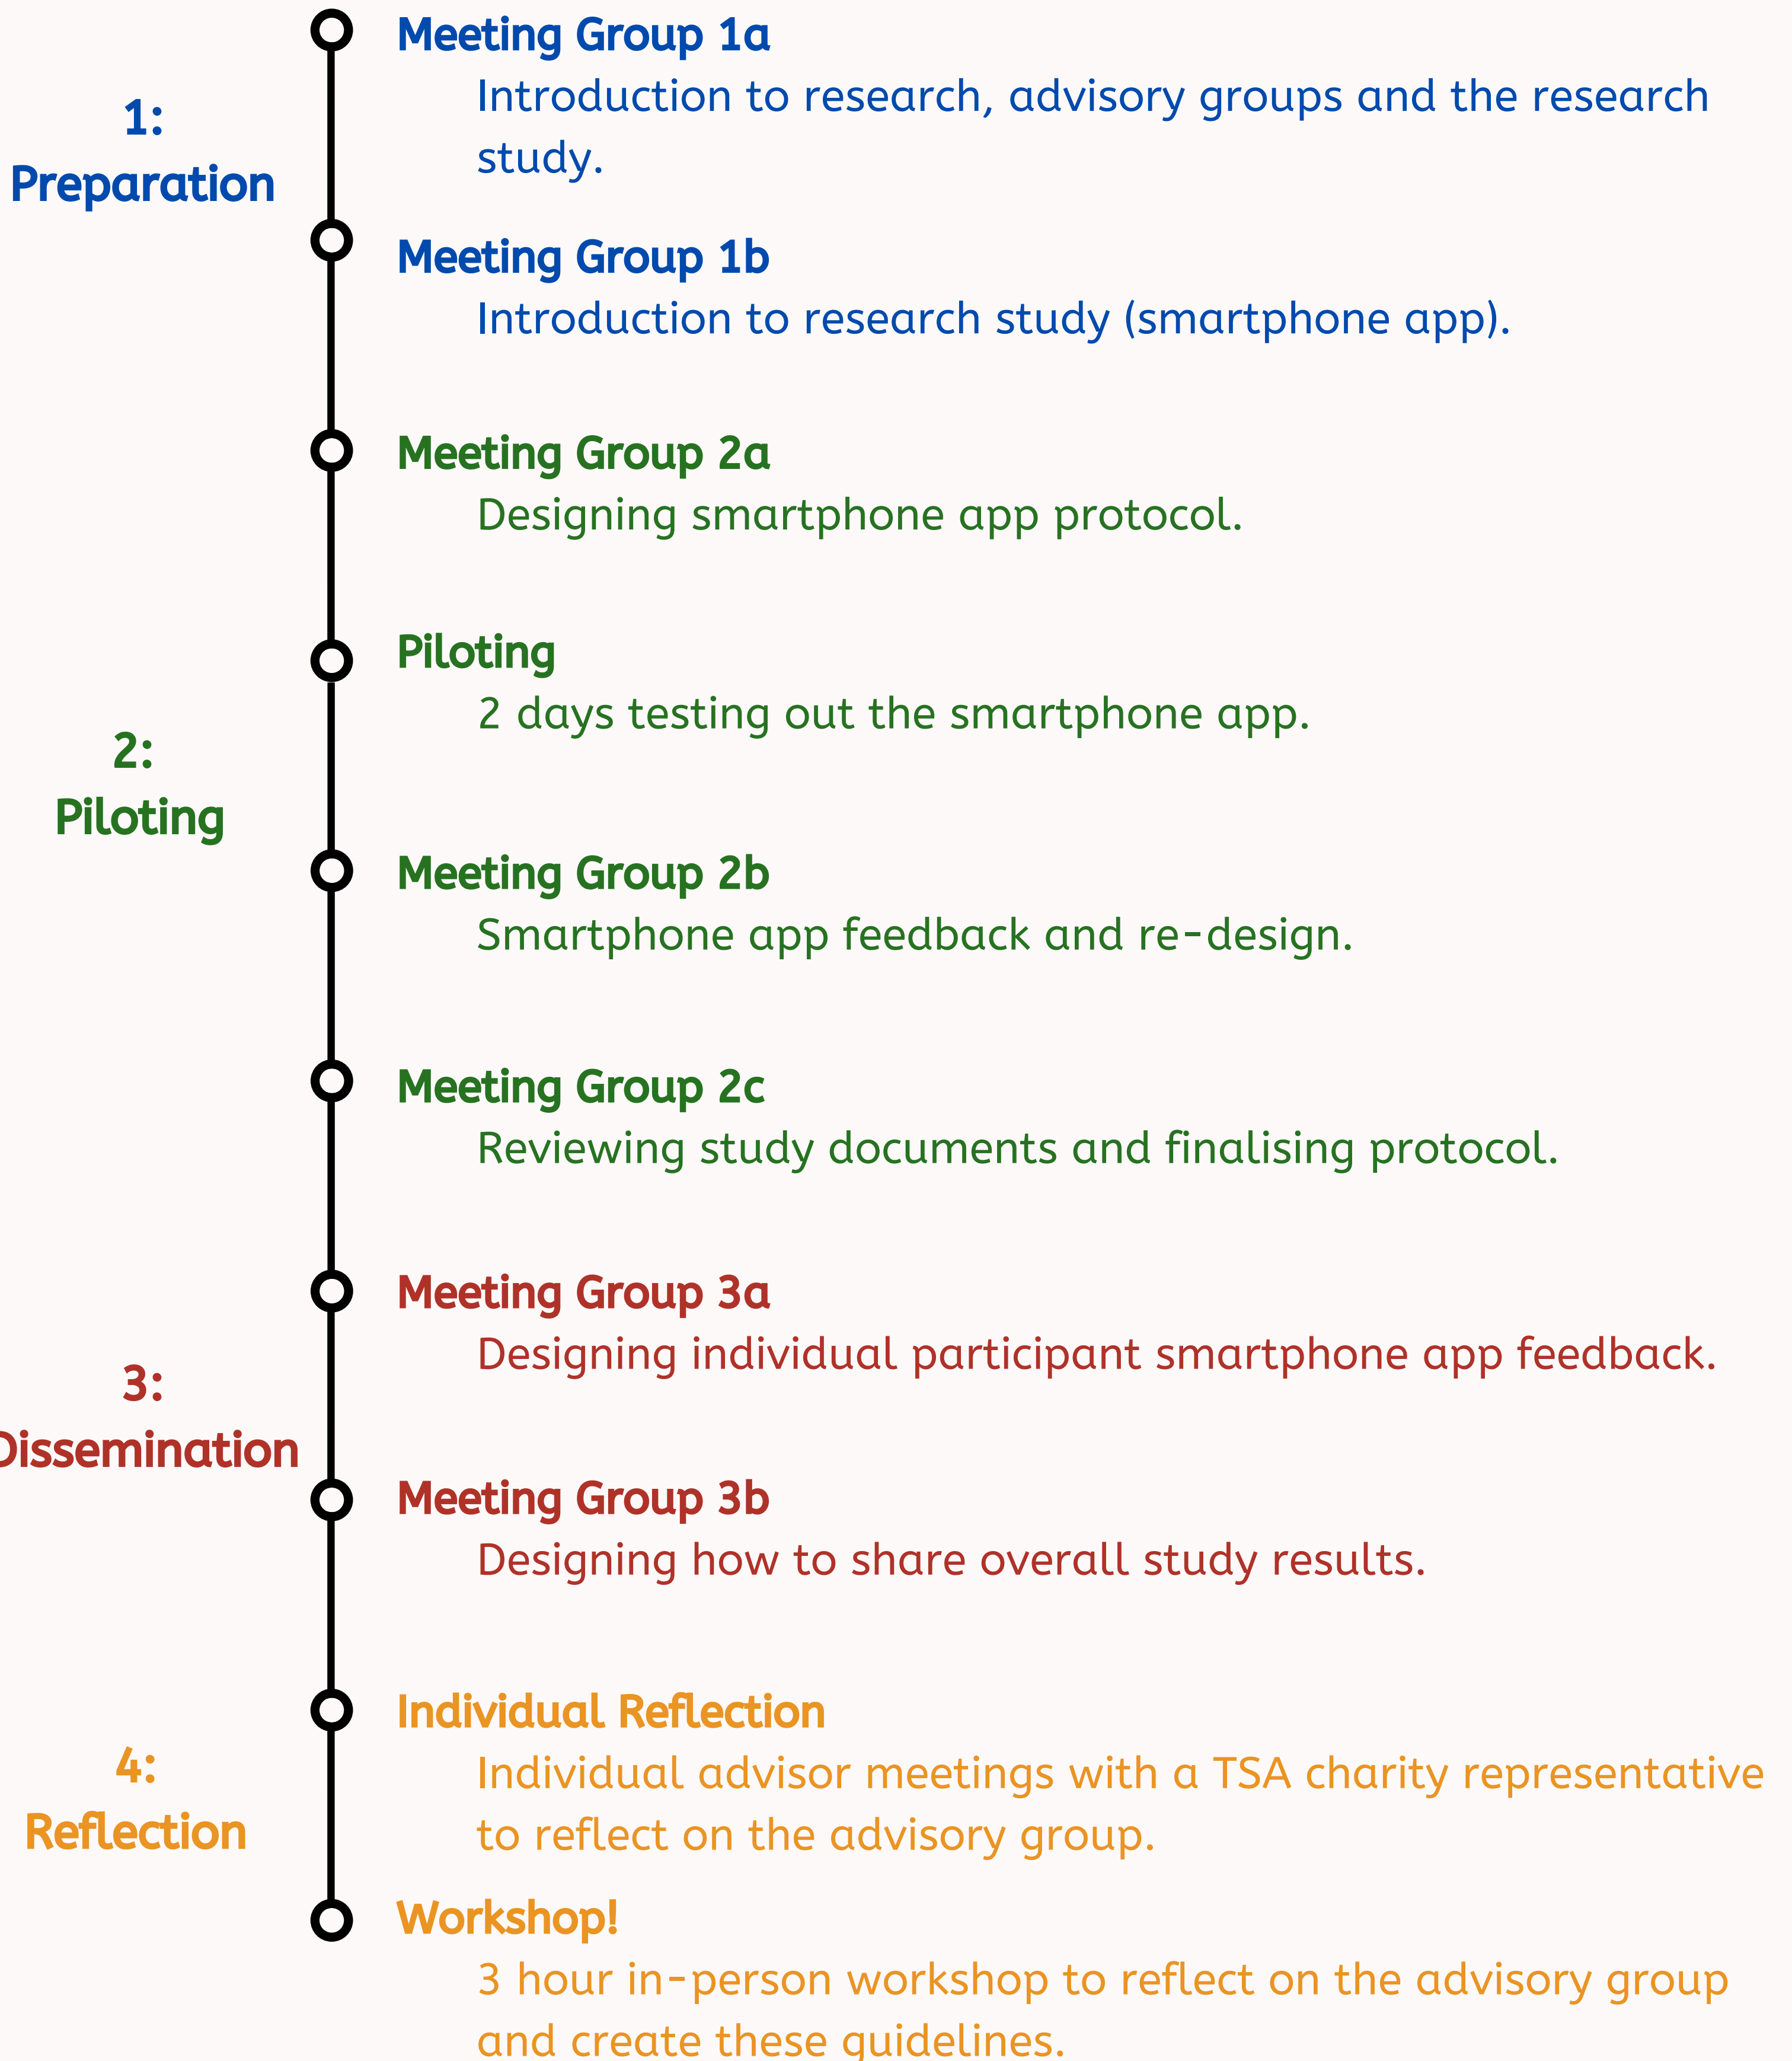 1:
Preparation
Meeting Group 1a
Introduction to research, advisory groups and the research
study.
Meeting Group 1b
Introduction to research study (smartphone app).
2:
Piloting
Meeting Group 2a
Designing smartphone app protocol.
Piloting
2 days testing out the smartphone app.
Meeting Group 2b
Smartphone app feedback and re-design.
Meeting Group 2c
Reviewing study documents and finalising protocol.
3:
Dissemination
Meeting Group 3a
Designing individual participant smartphone app feedback.
Meeting Group 3b
Designing how to share overall study results.
4:
Reflection
Individual Reflection
Individual advisor meetings with a TSA charity representative
to reflect on the advisory group.
Workshop!
3 hour in-person workshop to reflect on the advisory group
and create these guidelines.